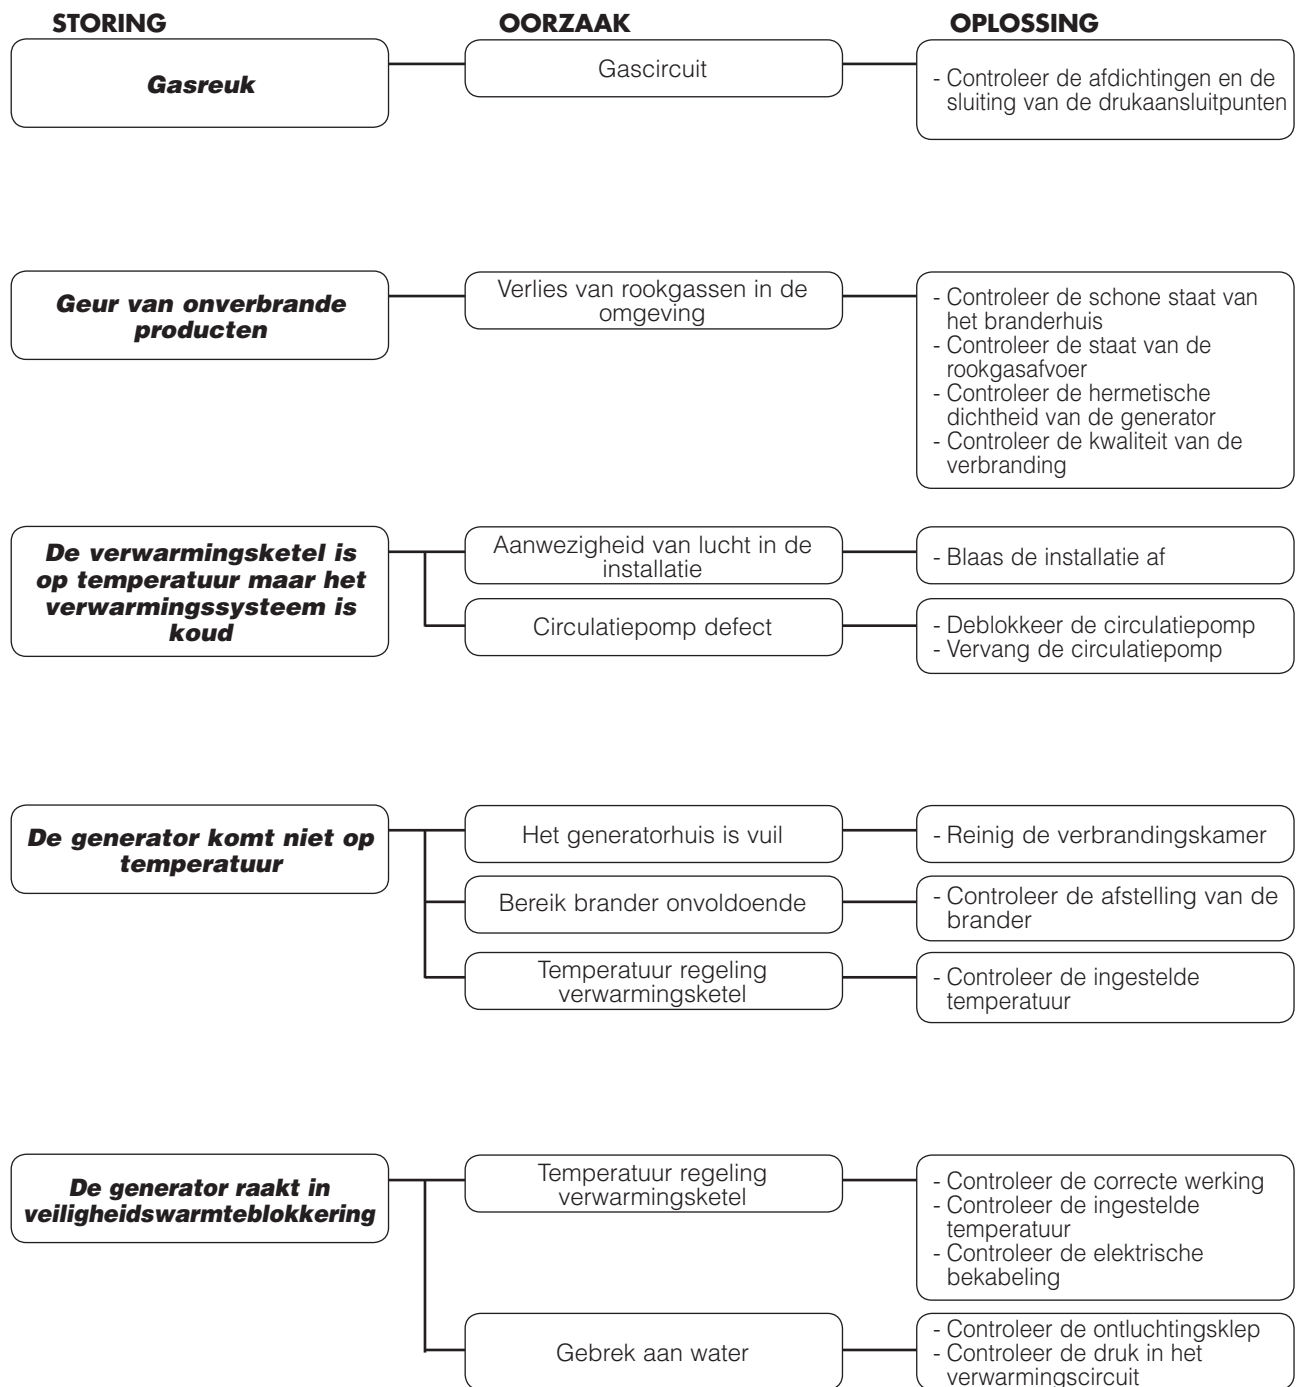 STORING
OORZAAK
OPLOSSING
Gasreuk
Gascircuit
- Controleer de afdichtingen en de
sluiting van de drukaansluitpunten
Geur van onverbrande
producten
Verlies van rookgassen in de
omgeving
- Controleer de schone staat van
het branderhuis
- Controleer de staat van de
rookgasafvoer
- Controleer de hermetische
dichtheid van de generator
- Controleer de kwaliteit van de
verbranding
De verwarmingsketel is
op temperatuur maar het
verwarmingssysteem is
koud
Aanwezigheid van lucht in de
installatie
- Blaas de installatie af
Circulatiepomp defect
- Deblokkeer de circulatiepomp
- Vervang de circulatiepomp
De generator komt niet op
temperatuur
Het generatorhuis is vuil
- Reinig de verbrandingskamer
Bereik brander onvoldoende
- Controleer de afstelling van de
brander
Temperatuur regeling
verwarmingsketel
- Controleer de ingestelde
temperatuur
De generator raakt in
veiligheidswarmteblokkering
Temperatuur regeling
verwarmingsketel
- Controleer de correcte werking
- Controleer de ingestelde
temperatuur
- Controleer de elektrische
bekabeling
Gebrek aan water
- Controleer de ontluchtingsklep
- Controleer de druk in het
verwarmingscircuit